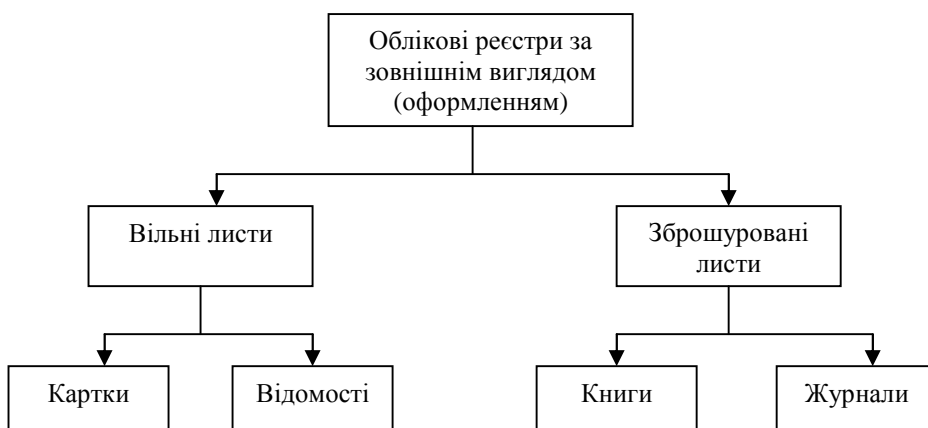 Облікові реєстри за
зовнішнім виглядом
(оформленням)
Вільні листи
Зброшуровані
листи
Картки
Відомості
Книги
Журнали